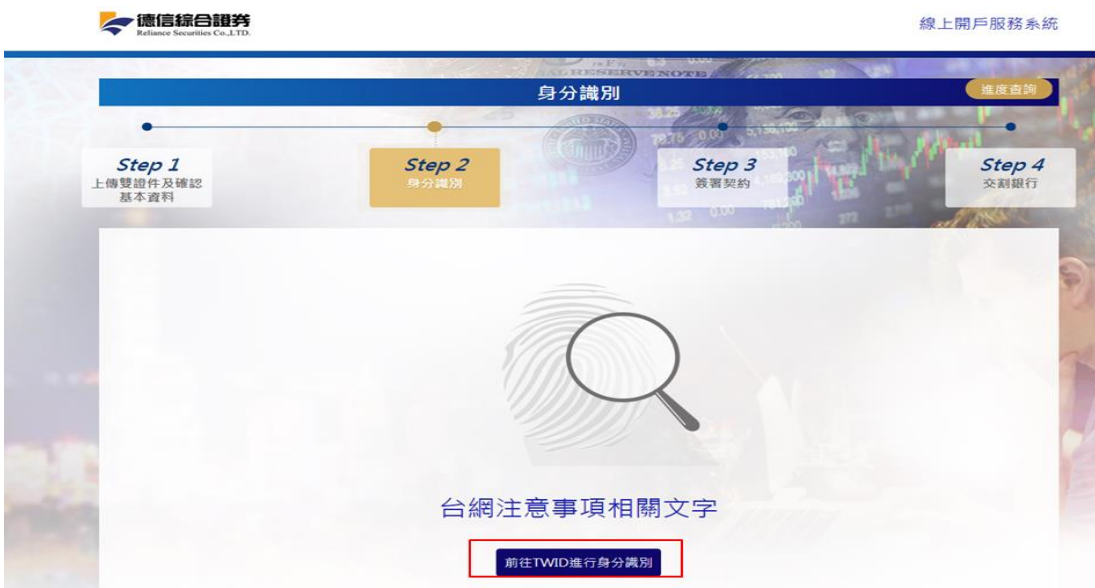 德信綜合證券
Reliance Securities Co.,LTD.
線上開戶服務系統
身分識別
進度查詢
Step 1
上傳雙證件及確認
基本資料
Step 2
身分識別
Step 3
簽署契約
Step 4
交割銀行
台網注意事項相關文字
前往TWID進行身分識別